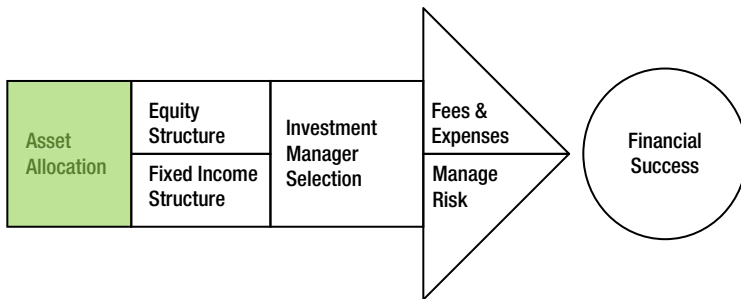 Asset
Allocation
Equity
Structure
Fixed Income
Structure
Investment
Manager
Selection
Fees &
Expenses
Manage
Risk
Financial
Success